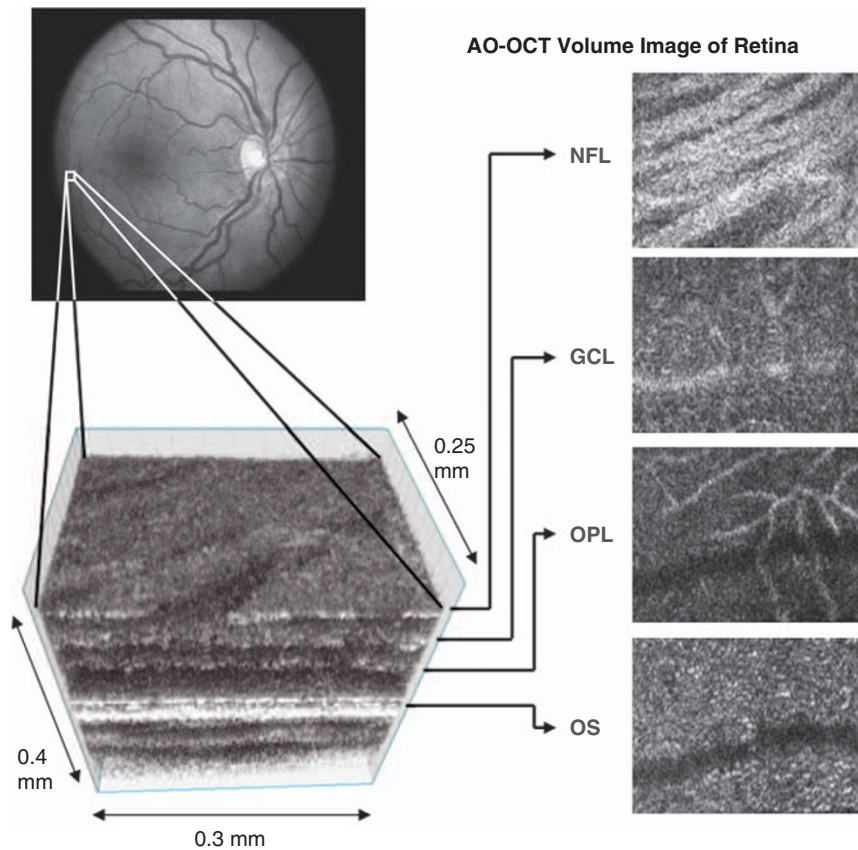 AO-OCT Volume Image of Retina
NFL
GCL
0.25
mm
OPL
OS
0.4
mm
0.3 mm